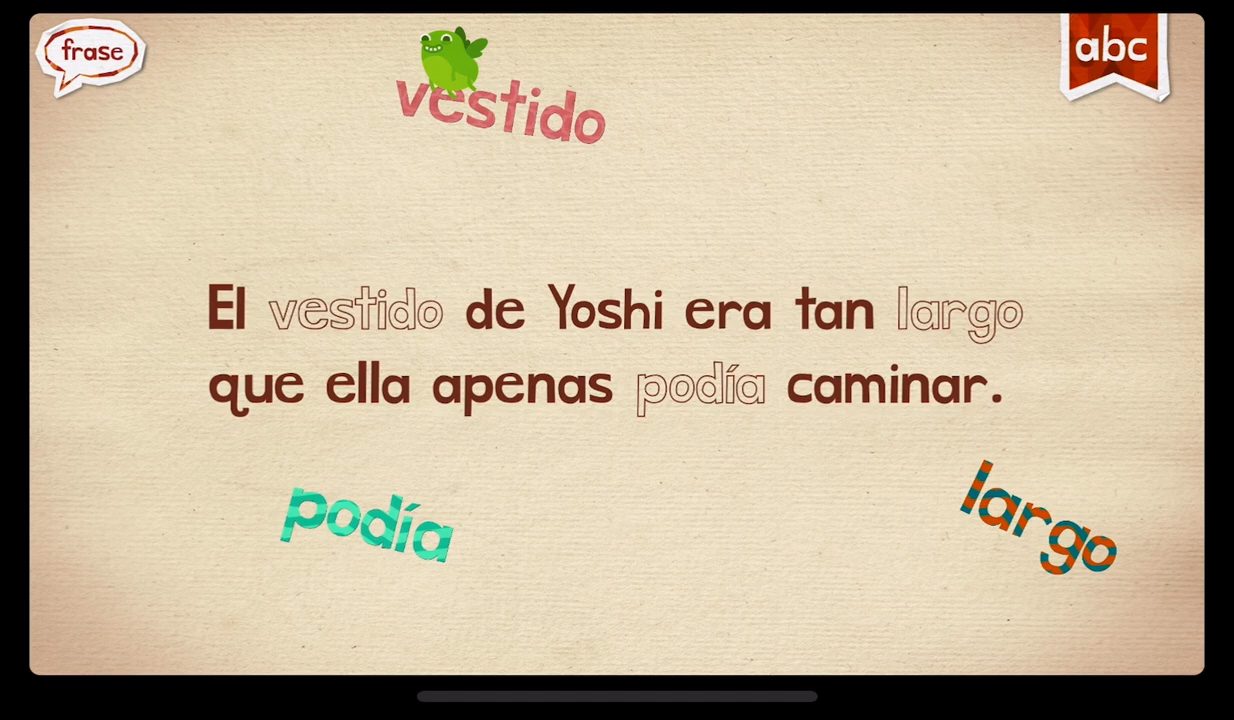 frase
abc
vestido
El vestido de Yoshi era tan largo
que ella apenas podía caminar.
podía
largo